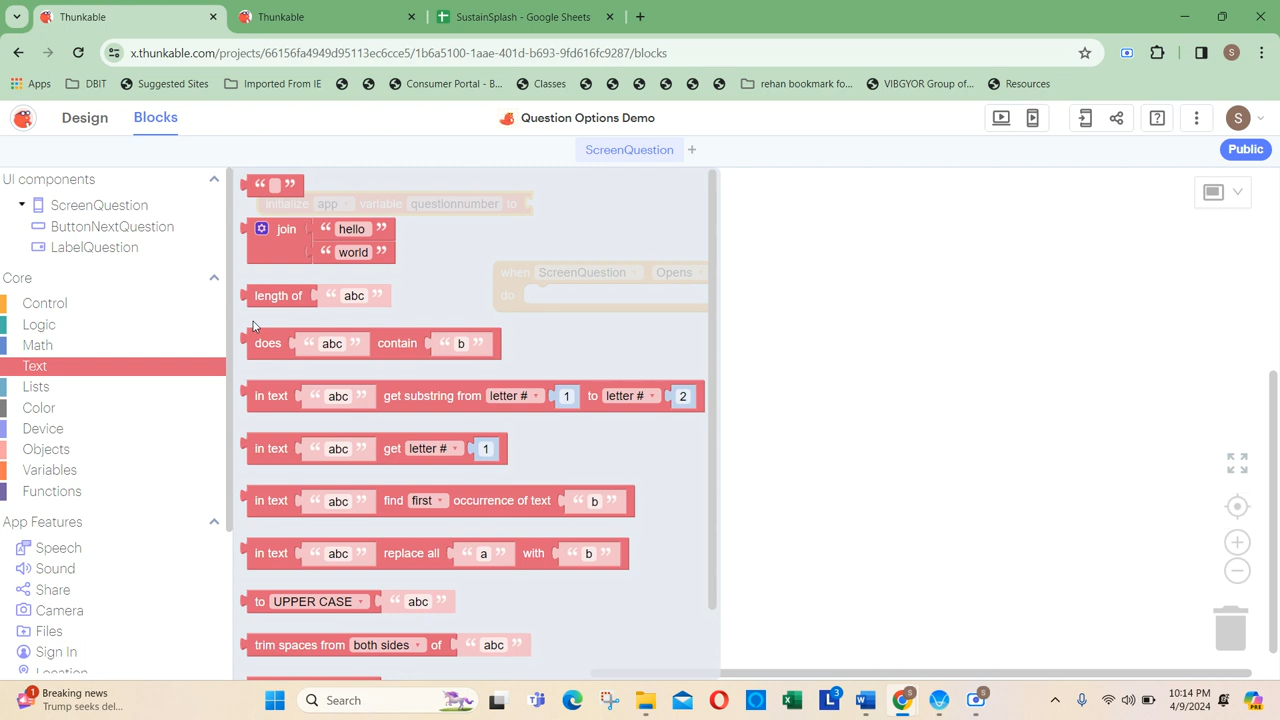 Thunkable
Thunkable
SustainSplash - Google Sheets
x.thunkable.com/projects/66156fa4949d95113ec6cce5/1b6a5100-1aae-401d-b693-9fd616fc9287/blocks
S
Apps
DBIT
Suggested Sites
Imported From IE
Consumer Portal - B...
Classes
rehan bookmark fo...
VIBGYOR Group of...
Resources
Design
Blocks
Question Options Demo
S
ScreenQuestion
Public
UI components
ScreenQuestion
ButtonNextQuestion
LabelQuestion
Core
Control
Logic
Math
Text
Lists
Color
Device
Objects
Variables
Functions
App Features
Speech
Sound
Share
Camera
Files
Sign In
Location
“ ”
initialize app variable questionnumber to
join “ hello ”
“ world ”
when ScreenQuestion Opens
do
length of “ abc ”
does “ abc ” contain “ b ”
in text “ abc ” get substring from letter # 1 to letter # 2
in text “ abc ” get letter # 1
in text “ abc ” find first occurrence of text “ b ”
in text “ abc ” replace all “ a ” with “ b ”
to UPPER CASE “ abc ”
trim spaces from both sides of “ abc ”
1
Breaking news
Trump seeks del...
Search
3
10:14 PM
4/9/2024